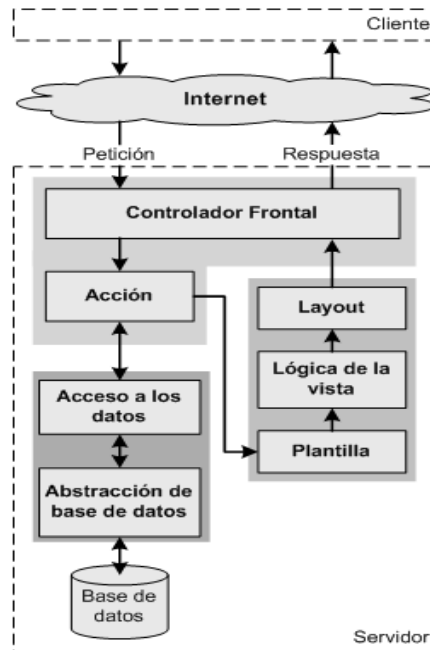 Cliente
Internet
Petición
Respuesta
Controlador Frontal
Acción
Layout
Lógica de la
vista
Plantilla
Acceso a los
datos
Abstracción de
base de datos
Base de
datos
Servidor